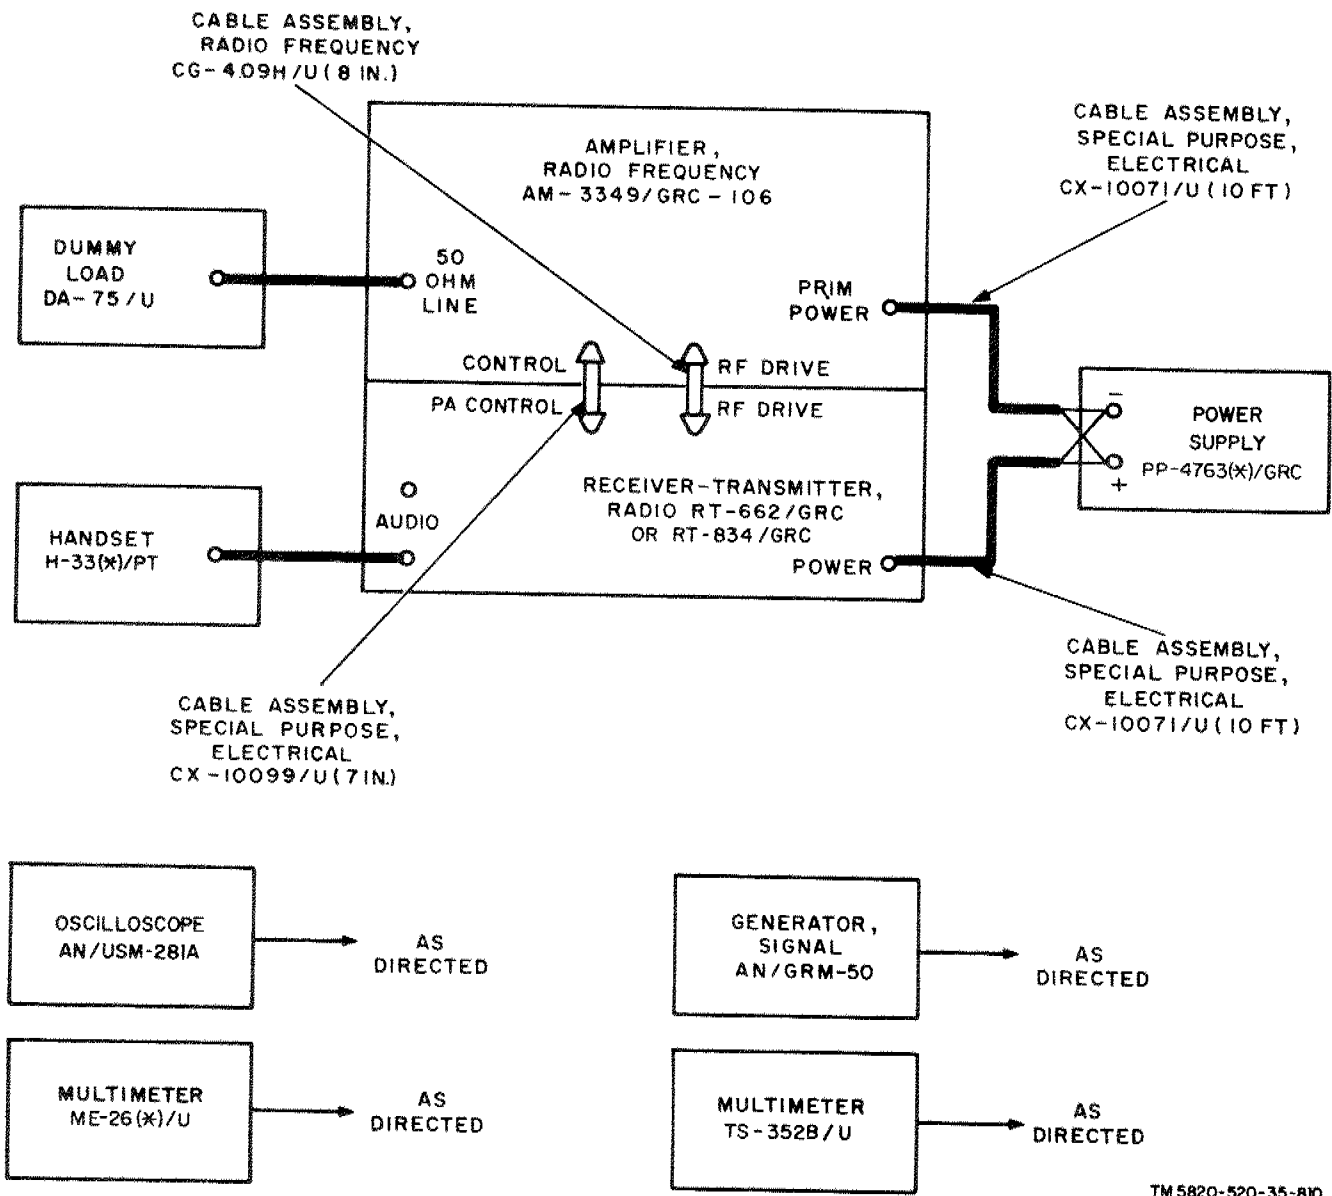 CABLE ASSEMBLY,
RADIO FREQUENCY
CG-409H/U(8 IN.)
AMPLIFIER,
RADIO FREQUENCY
AM-3349/GRC-106
CABLE ASSEMBLY,
SPECIAL PURPOSE,
ELECTRICAL
CX-10071/U(10 FT)
DUMMY
LOAD
DA-75/U
50
OHM
LINE
PRIM
POWER
CONTROL
RF DRIVE
PA CONTROL
RF DRIVE
−
POWER
SUPPLY
PP-4763(*)/GRC
+
HANDSET
H-33(*)/PT
AUDIO
RECEIVER-TRANSMITTER,
RADIO RT-662/GRC
OR RT-834/GRC
POWER
CABLE ASSEMBLY,
SPECIAL PURPOSE,
ELECTRICAL
CX-10071/U(10 FT)
CABLE ASSEMBLY,
SPECIAL PURPOSE,
ELECTRICAL
CX-10099/U(7 IN.)
OSCILLOSCOPE
AN/USM-281A
AS
DIRECTED
GENERATOR,
SIGNAL
AN/GRM-50
AS
DIRECTED
MULTIMETER
ME-26(*)/U
AS
DIRECTED
MULTIMETER
TS-352B/U
AS
DIRECTED
TM5820-520-35-810